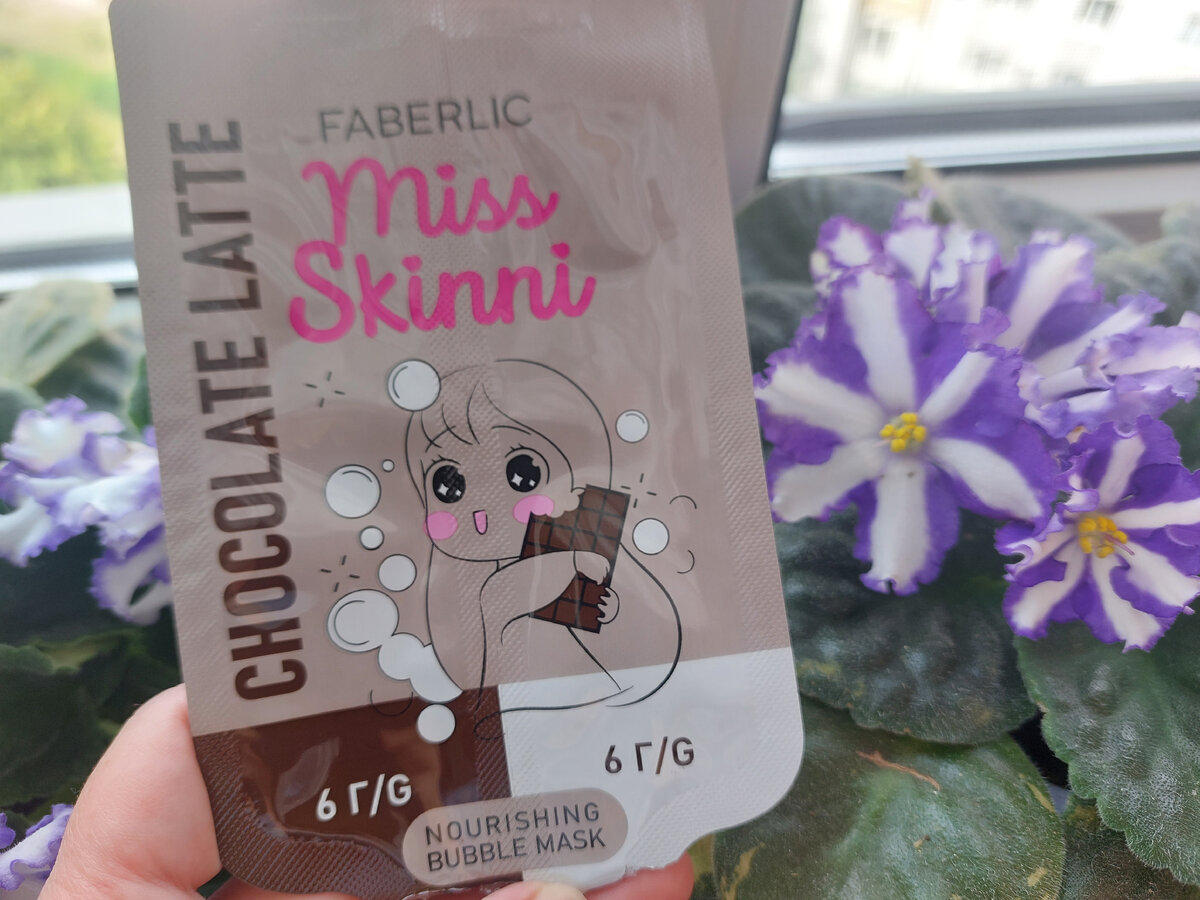 FABERLIC
Miss
Skinni
CHOCOLATE LATTE
6 Г/G
6 Г/G
NOURISHING
BUBBLE MASK